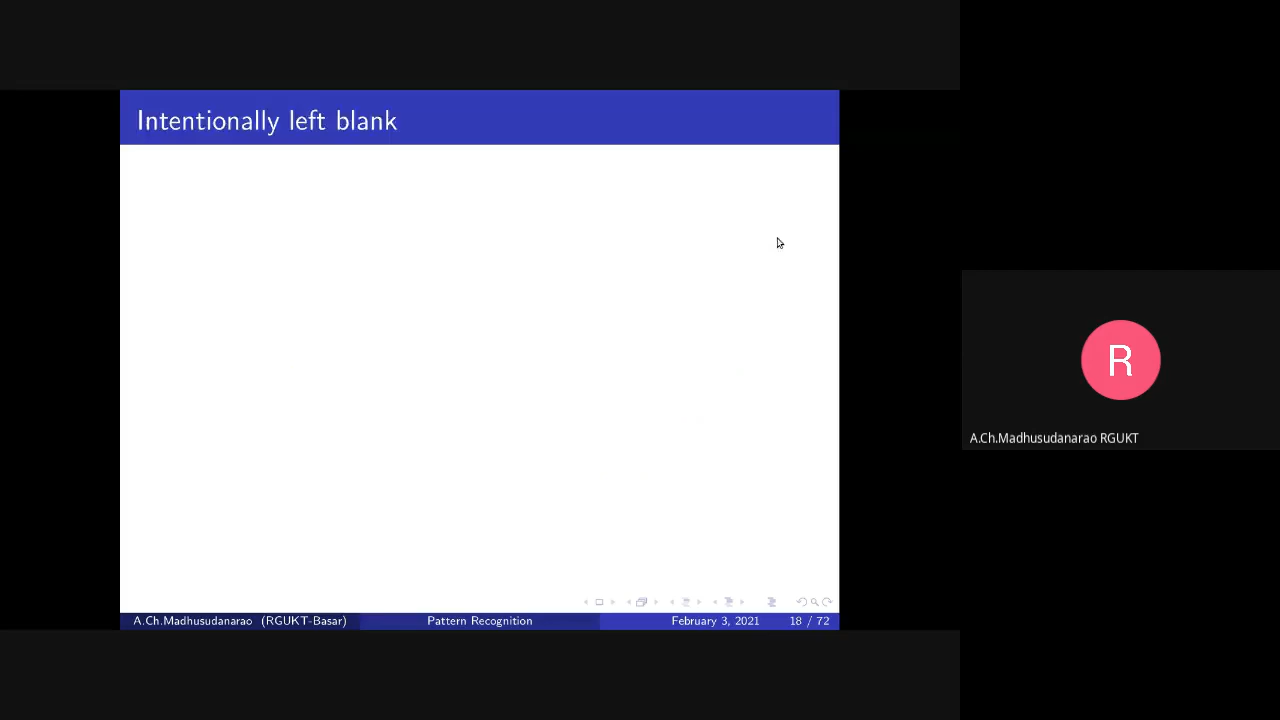 Intentionally left blank
R
A.Ch.Madhusudanarao RGUKT
A.Ch.Madhusudanarao (RGUKT-Basar) Pattern Recognition February 3, 2021 18 / 72